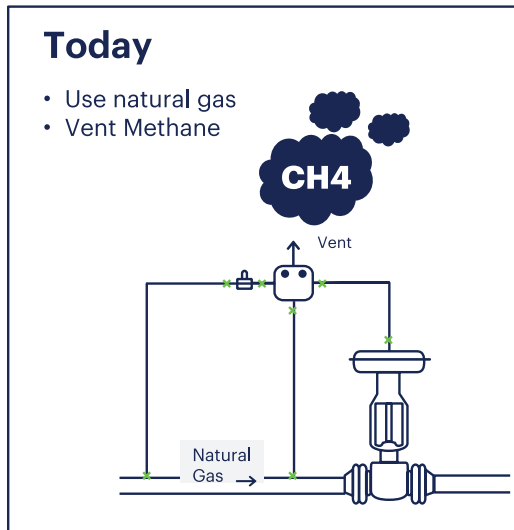 Today
• Use natural gas
• Vent Methane
CH4
Vent
Natural
Gas